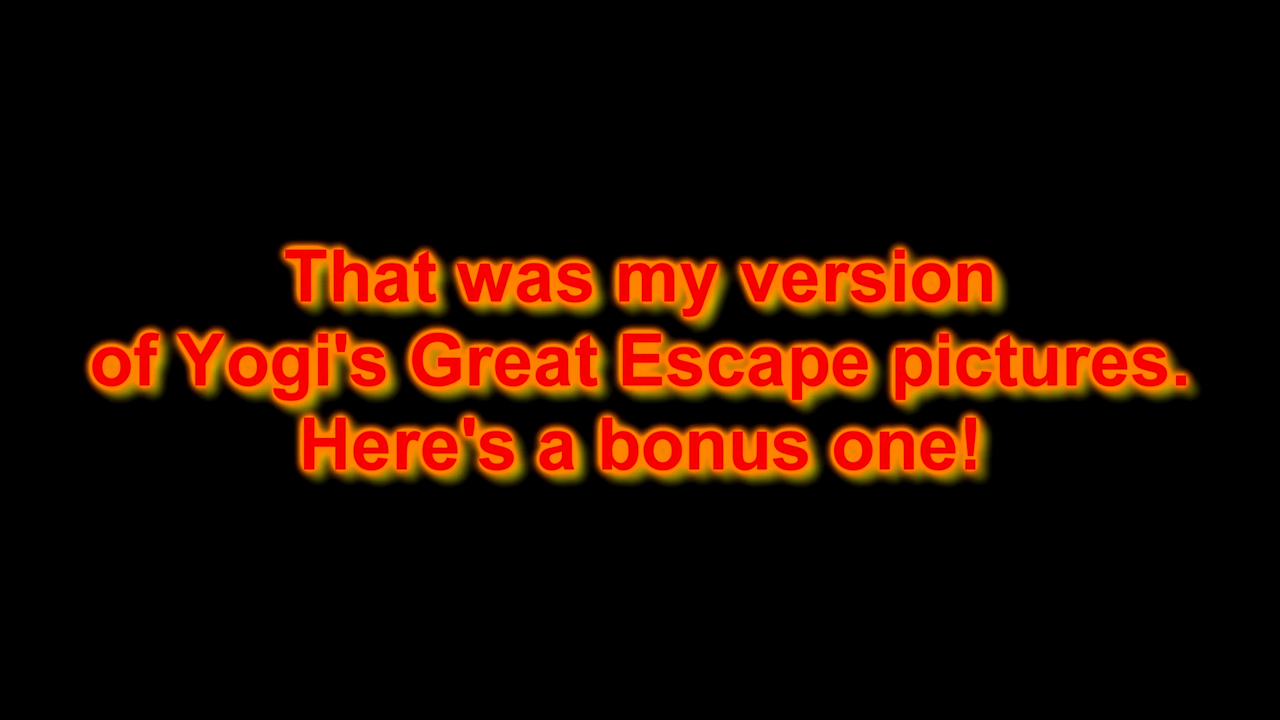 That was my version
of Yogi's Great Escape pictures.
Here's a bonus one!